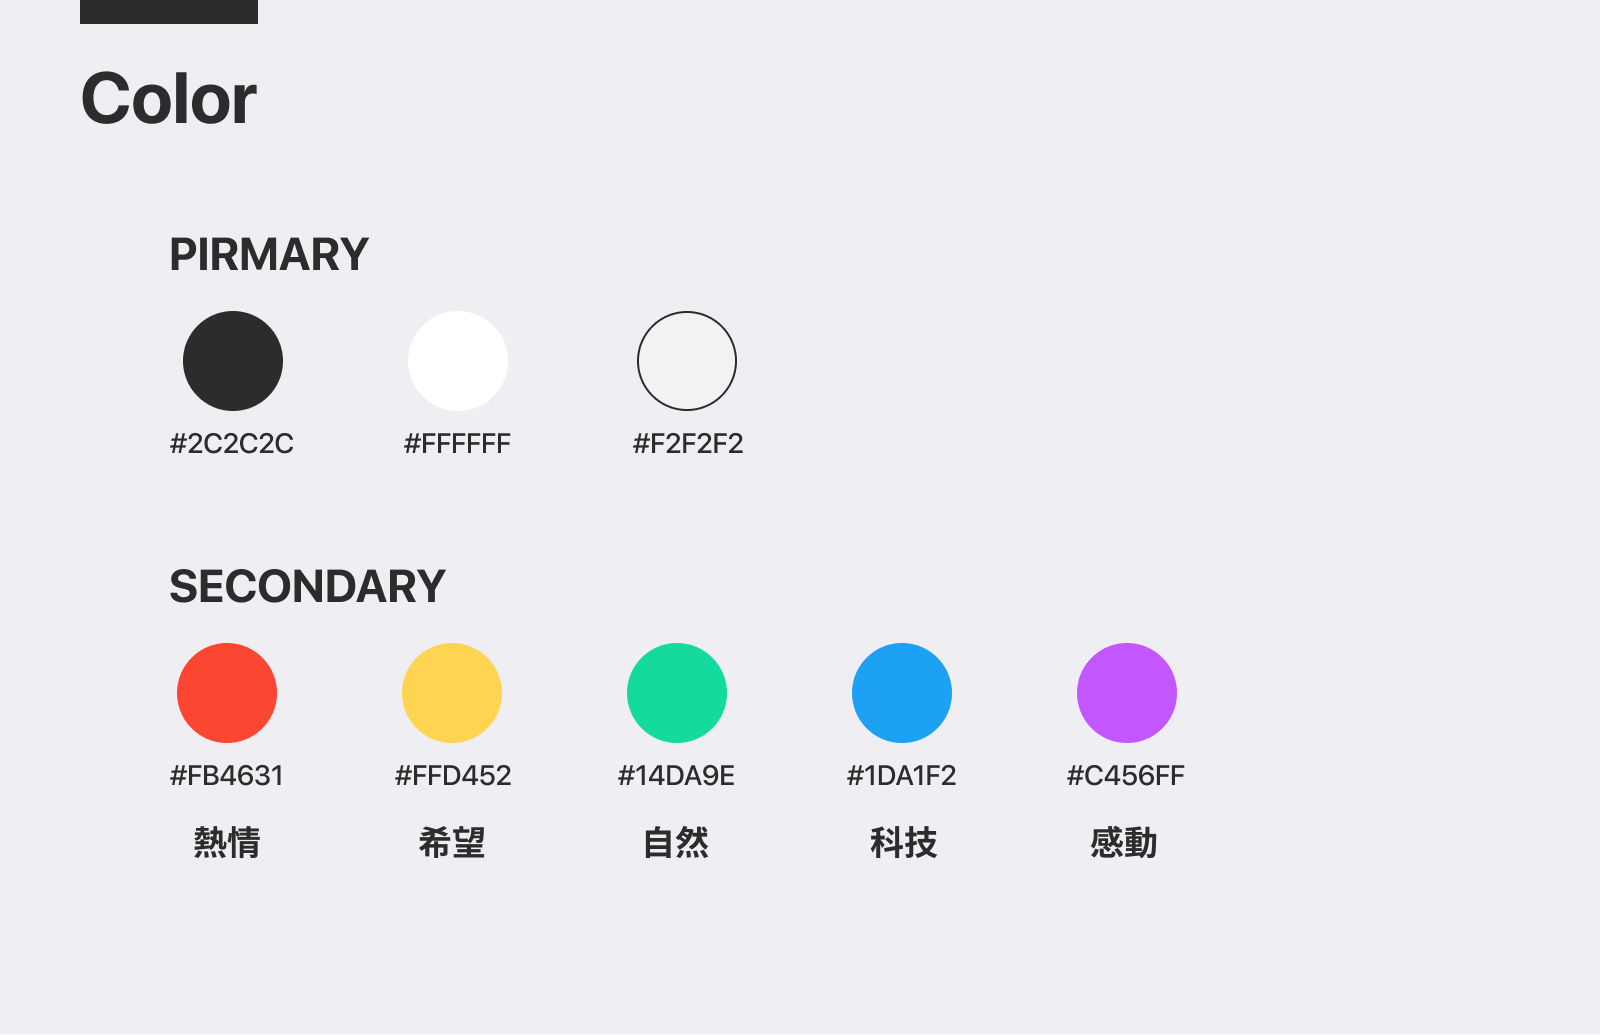 Color
PIRMARY
#2C2C2C #FFFFFF #F2F2F2
SECONDARY
#FB4631 #FFD452 #14DA9E #1DA1F2 #C456FF
熱情 希望 自然 科技 感動